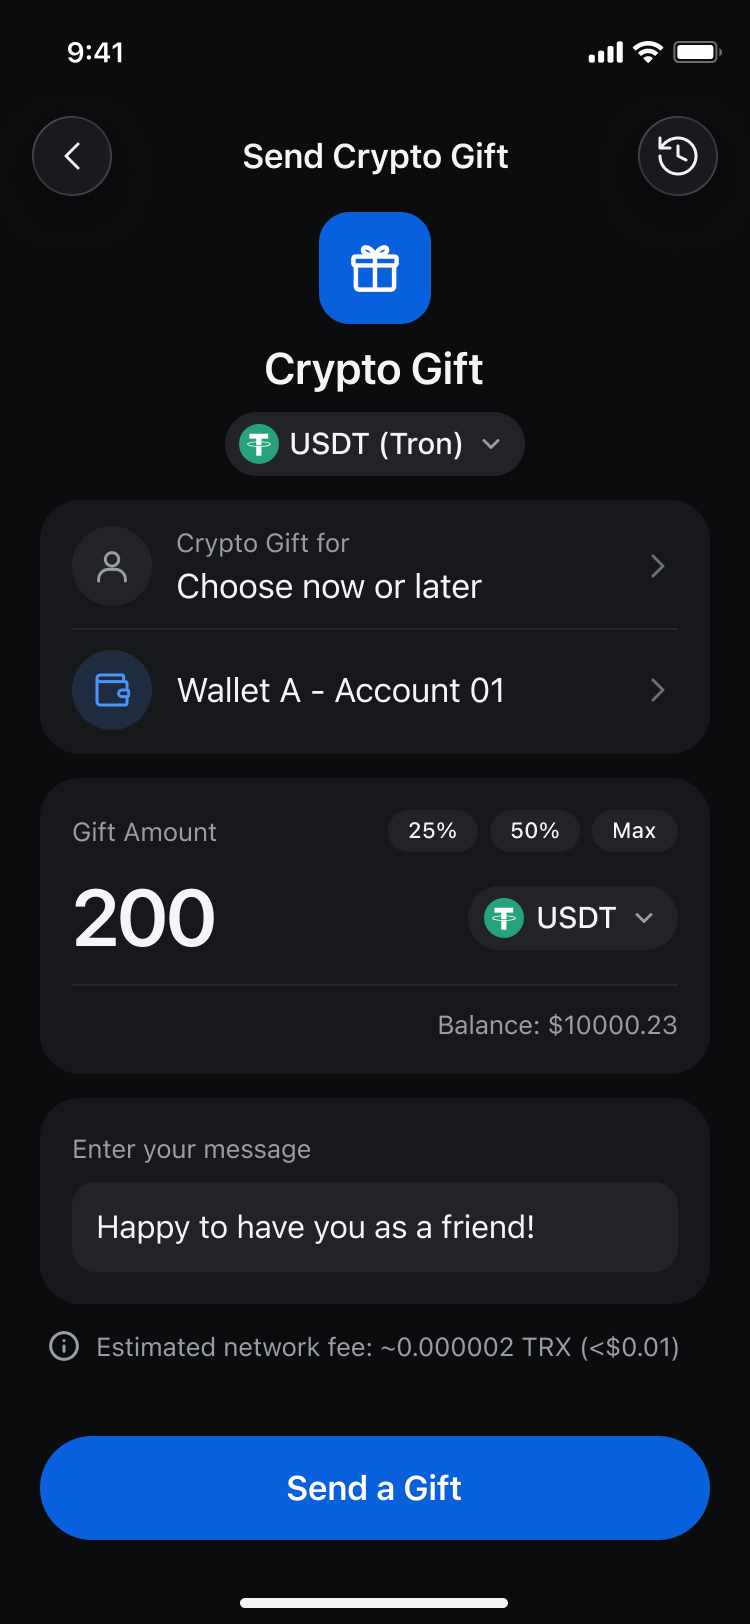 9:41
Send Crypto Gift
Crypto Gift
USDT (Tron)
Crypto Gift for
Choose now or later
Wallet A - Account 01
Gift Amount
25%
50%
Max
200
USDT
Balance: $10000.23
Enter your message
Happy to have you as a friend!
Estimated network fee: ~0.000002 TRX (<$0.01)
Send a Gift